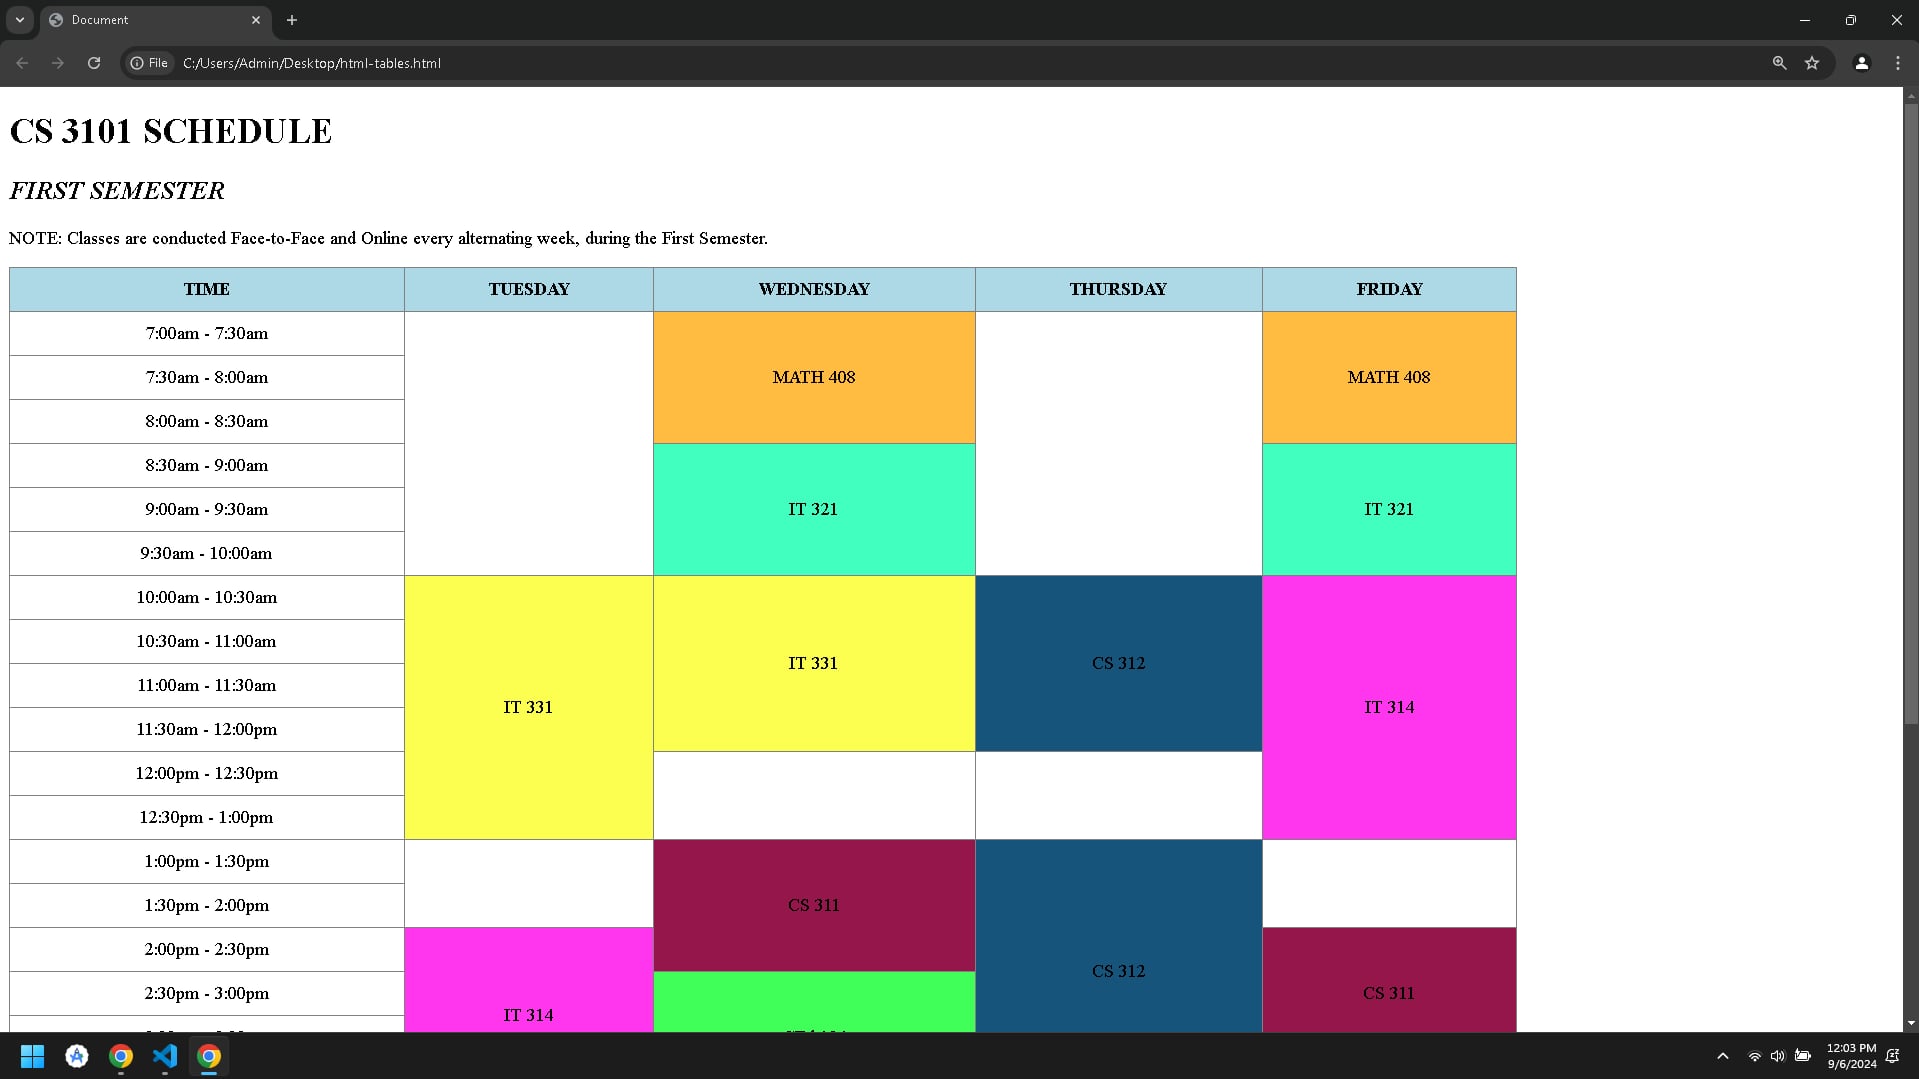 Document
File
C:/Users/Admin/Desktop/html-tables.html
CS 3101 SCHEDULE
FIRST SEMESTER
NOTE: Classes are conducted Face-to-Face and Online every alternating week, during the First Semester.
TIME TUESDAY WEDNESDAY THURSDAY FRIDAY
7:00am - 7:30am
7:30am - 8:00am MATH 408 MATH 408
8:00am - 8:30am
8:30am - 9:00am
9:00am - 9:30am IT 321 IT 321
9:30am - 10:00am
10:00am - 10:30am
10:30am - 11:00am
IT 331 CS 312
11:00am - 11:30am
IT 331 IT 314
11:30am - 12:00pm
12:00pm - 12:30pm
12:30pm - 1:00pm
1:00pm - 1:30pm
1:30pm - 2:00pm CS 311
2:00pm - 2:30pm
CS 312
2:30pm - 3:00pm CS 311
IT 314
12:03 PM
9/6/2024